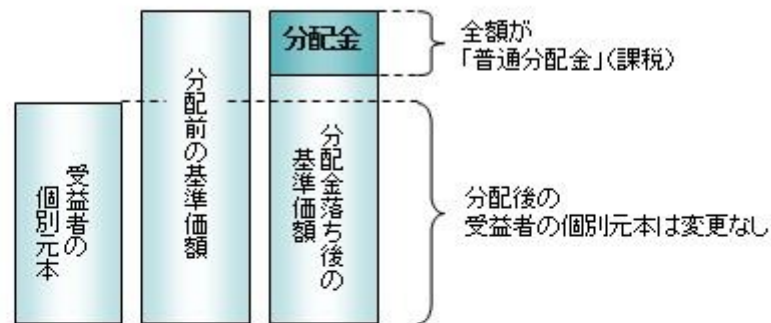 分配金
全額が
「普通分配金」(課税)
受益者の
個別元本
分配前の基準価額
分配金落ち後の
基準価額
分配後の
受益者の個別元本は変更なし